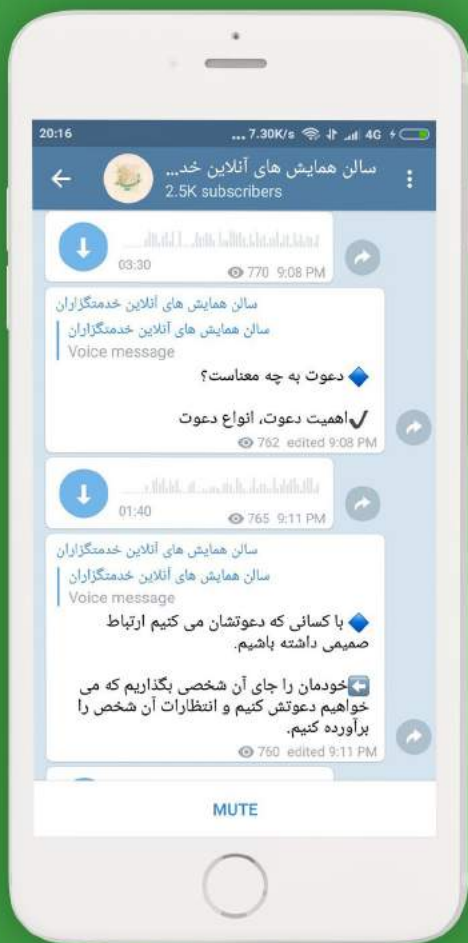 20:16
... 7.30K/s 4G
سالن همایش های آنلاین خد...
2.5K subscribers
03:30
770 9:08 PM
سالن همایش های آنلاین خدمتگزاران
سالن همایش های آنلاین خدمتگزاران
Voice message
دعوت به چه معناست؟
✔اهمیت دعوت، انواع دعوت
762 edited 9:08 PM
01:40
765 9:11 PM
سالن همایش های آنلاین خدمتگزاران
سالن همایش های آنلاین خدمتگزاران
Voice message
با کسانی که دعوتشان می کنیم ارتباط
صمیمی داشته باشیم.
خودمان را جای آن شخصی بگذاریم که می
خواهیم دعوتش کنیم و انتظارات آن شخص را
برآورده کنیم.
760 edited 9:11 PM
MUTE